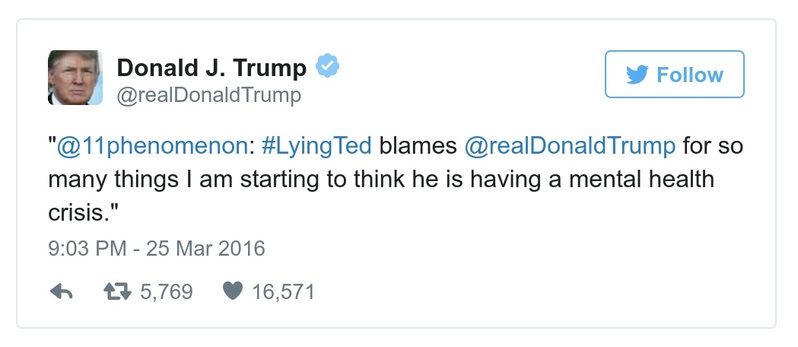 Donald J. Trump
@realDonaldTrump
Follow
"@11phenomenon: #LyingTed blames @realDonaldTrump for so
many things I am starting to think he is having a mental health
crisis."
9:03 PM - 25 Mar 2016
5,769 16,571